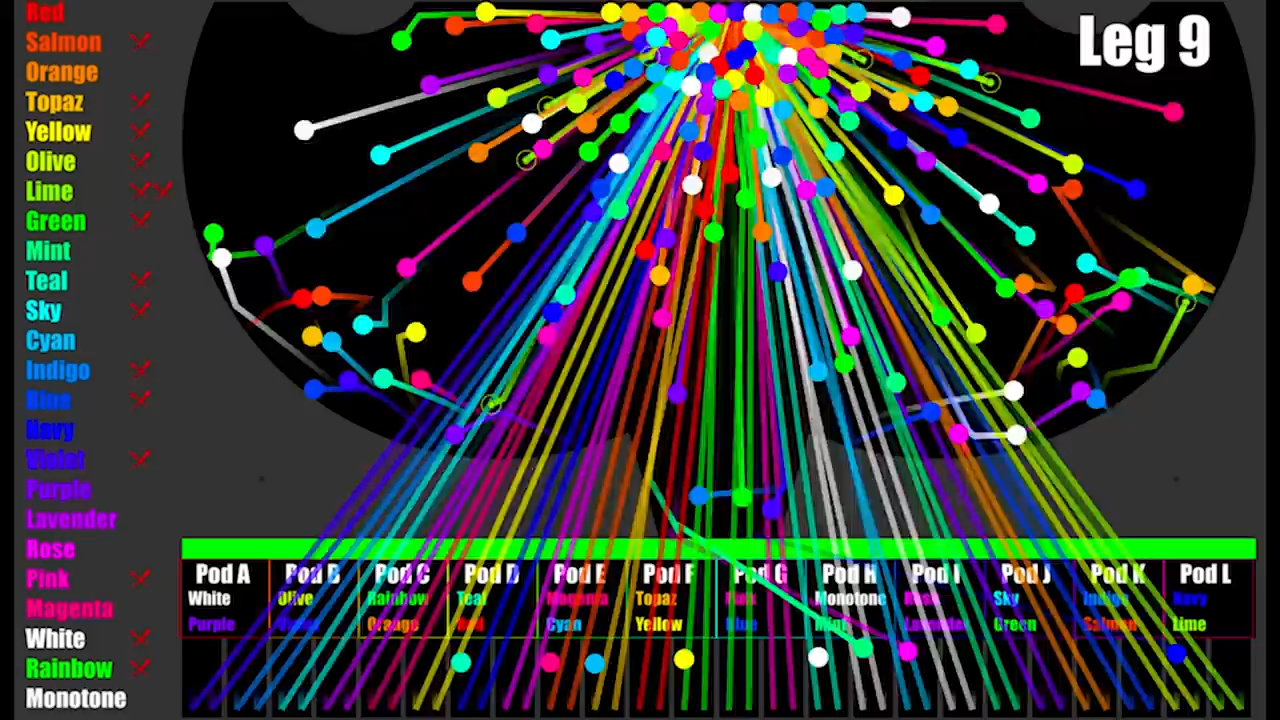 Leg 9
Red
Salmon
Orange
Topaz
Yellow
Olive
Lime
Green
Mint
Teal
Sky
Cyan
Indigo
Blue
Navy
Violet
Purple
Lavender
Rose
Pink
Magenta
White
Rainbow
Monotone
Pod A Pod B Pod C Pod D Pod E Pod F Pod G Pod H Pod I Pod J Pod K Pod L
White Olive Rainbow Teal Magenta Topaz Pink Monotone Rose Sky Indigo Navy
Purple Violet Orange Red Cyan Yellow Blue Mint Lavender Green Salmon Lime